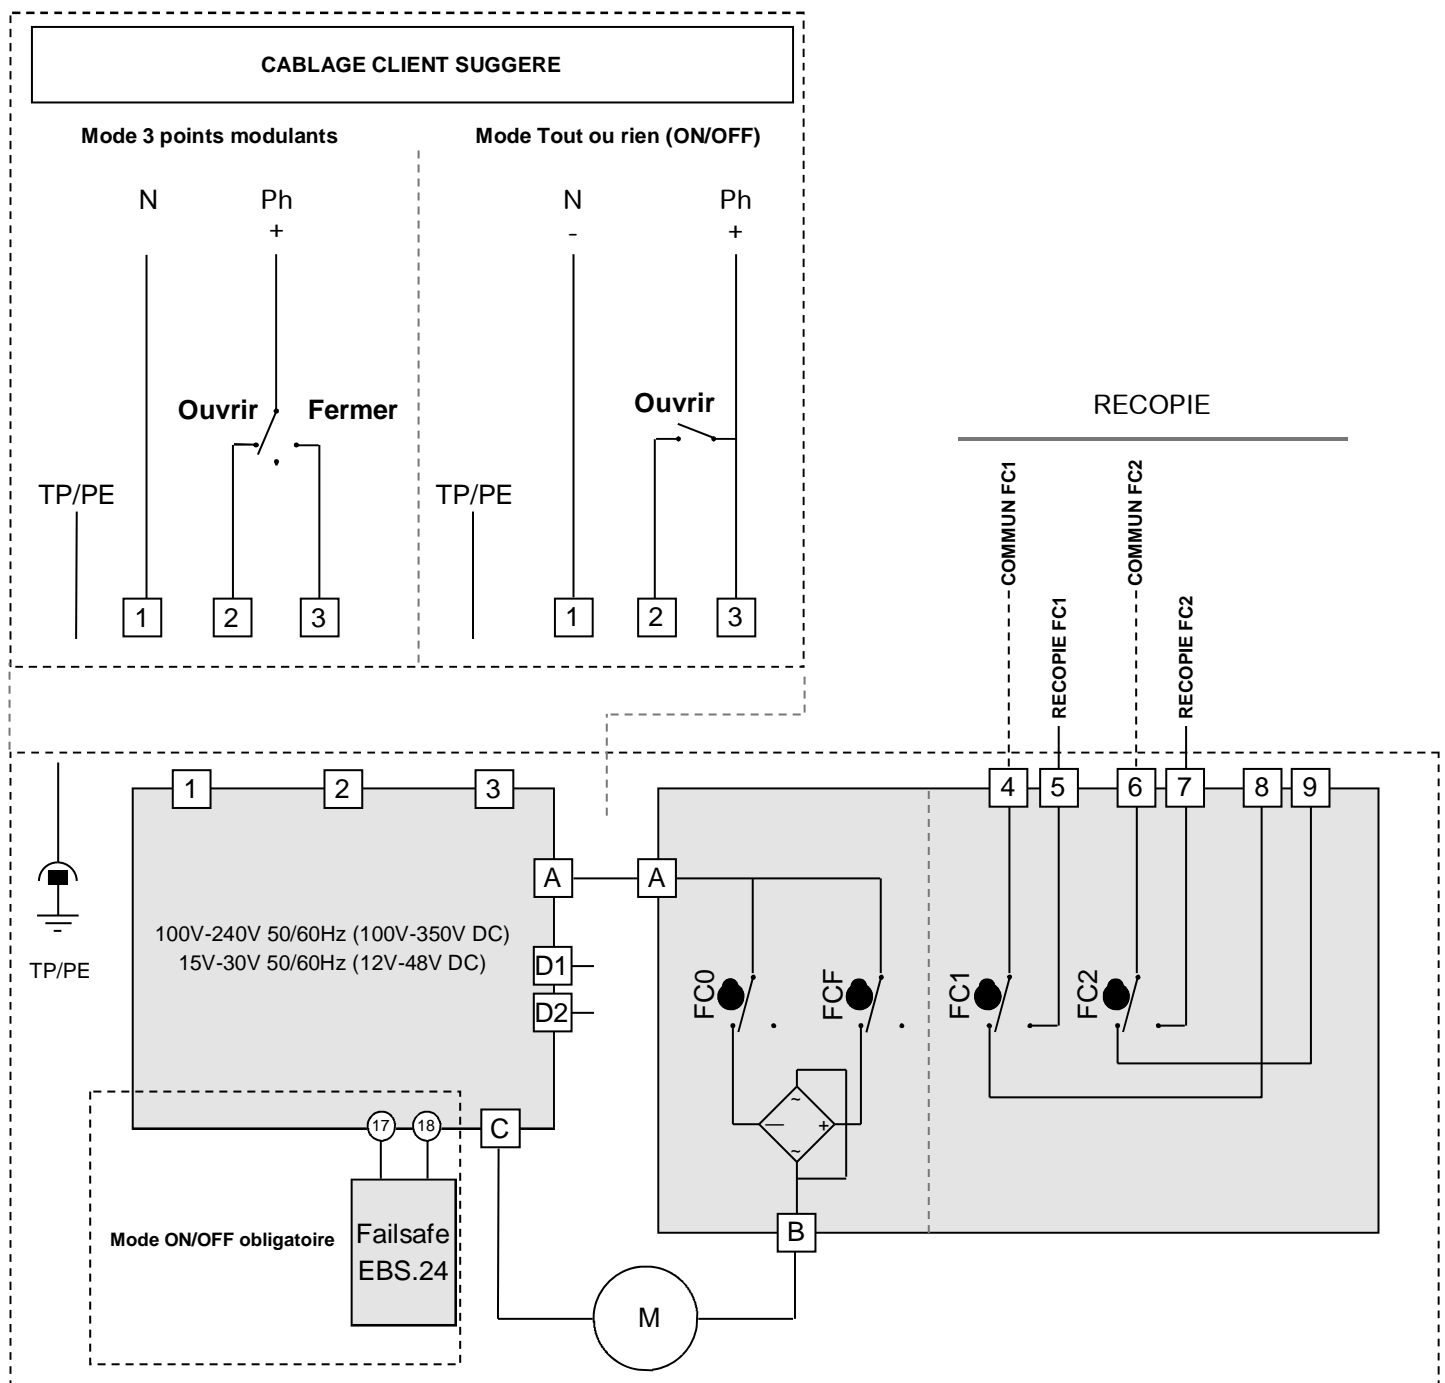 CABLAGE CLIENT SUGGERE
Mode 3 points modulants
Mode Tout ou rien (ON/OFF)
N
Ph
+
N
-
Ph
+
Ouvrir
Fermer
Ouvrir
TP/PE
TP/PE
1
2
3
1
2
3
RECOPIE
COMMUN FC1
RECOPIE FC1
COMMUN FC2
RECOPIE FC2
1
2
3
4
5
6
7
8
9
A
A
100V-240V 50/60Hz (100V-350V DC)
15V-30V 50/60Hz (12V-48V DC)
TP/PE
D1
D2
FC0
FCF
FC1
FC2
~
— +
~
17
18
C
B
Mode ON/OFF obligatoire
Failsafe
EBS.24
M